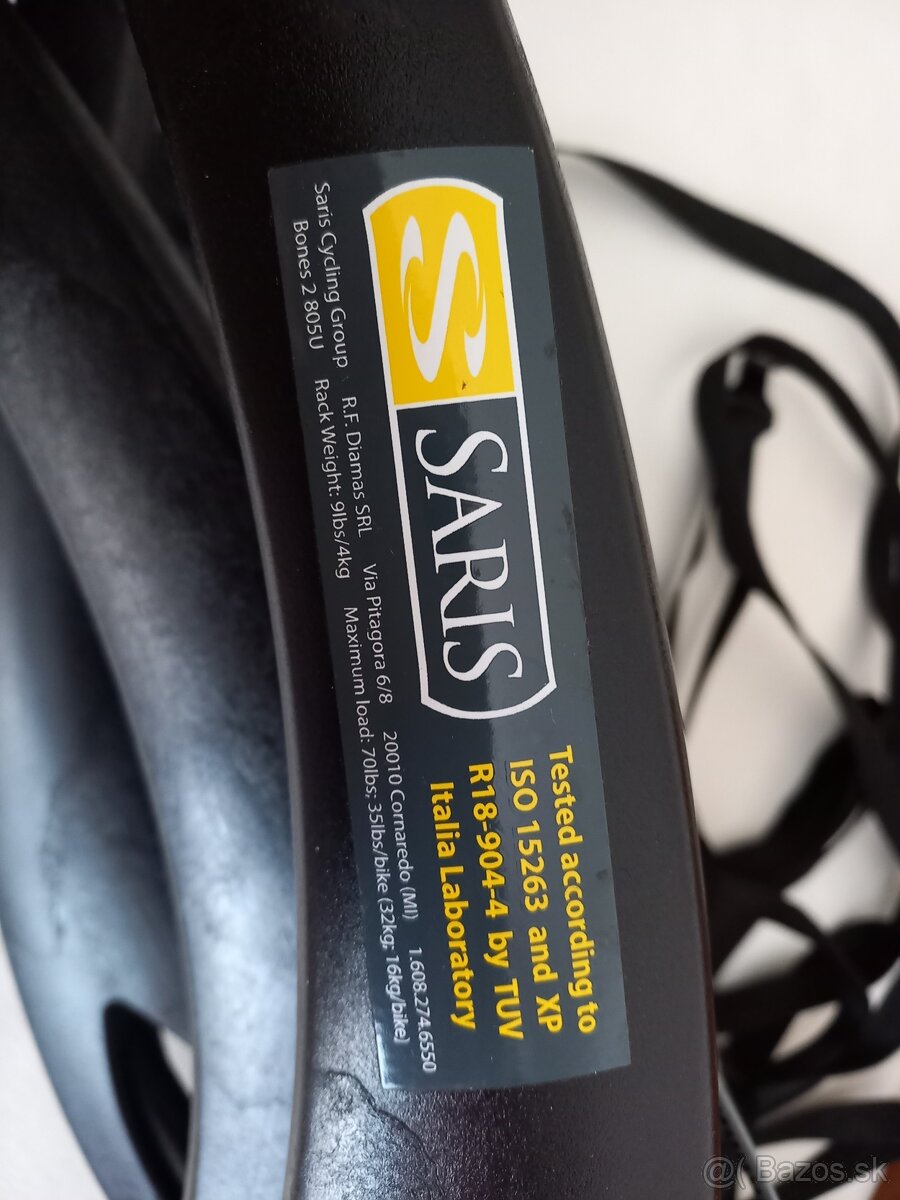 SARIS
Tested according to
ISO 15263 and XP
R18-904-4 by TUV
Italia Laboratory
Saris Cycling Group R.F. Diamas SRL Via Pitagora 6/8 20010 Cornaredo (MI) 1.608.274.6550
Bones 2 805U Rack Weight: 9lbs/4kg Maximum load: 70lbs; 35lbs/bike (32kg; 16kg/bike)
@( Bazos.sk